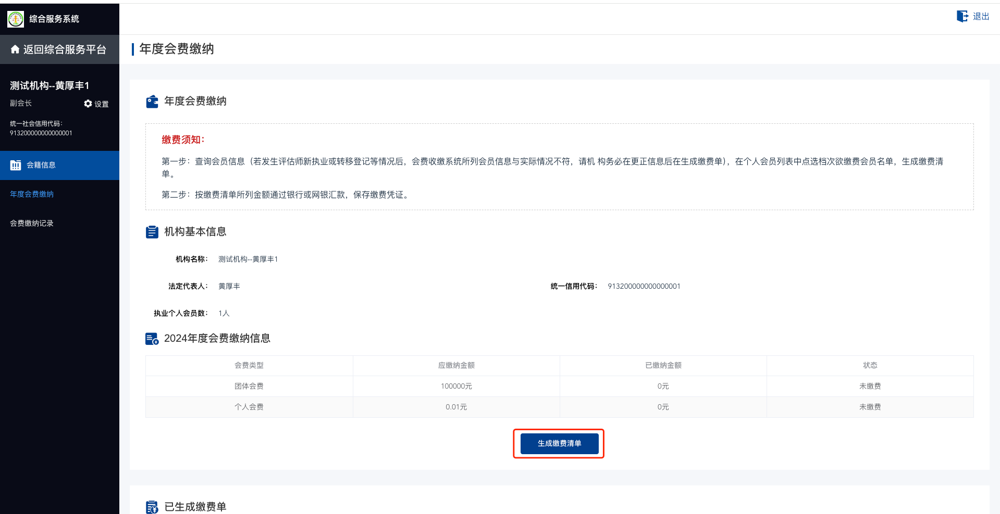 综合服务系统
退出
返回综合服务平台
年度会费缴纳
测试机构--黄厚丰1
副会长
设置
统一社会信用代码：
913200000000000001
会籍信息
年度会费缴纳
会费缴纳记录
年度会费缴纳
缴费须知：
第一步：查询会员信息（若发生评估师新执业或转移登记等情况后，会费收缴系统所列会员信息与实际情况不符，请机 构务必在更正信息后在生成缴费单），在个人会员列表中点选档次欲缴费会员名单，生成缴费清
单。
第二步：按缴费清单所列金额通过银行或网银汇款，保存缴费凭证。
机构基本信息
机构名称： 测试机构--黄厚丰1
法定代表人： 黄厚丰 统一信用代码： 913200000000000001
执业个人会员数： 1人
2024年度会费缴纳信息
会费类型 应缴纳金额 已缴纳金额 状态
团体会费 100000元 0元 未缴费
个人会费 0.01元 0元 未缴费
生成缴费清单
已生成缴费单